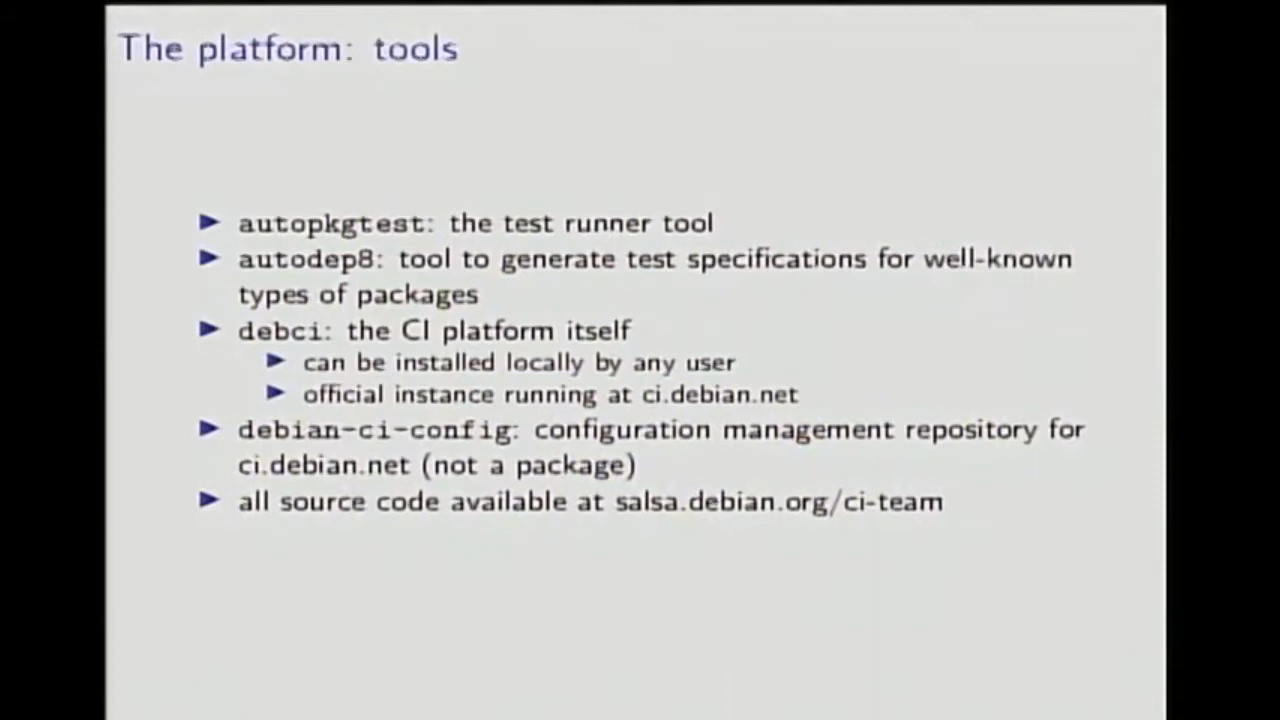 The platform: tools
▶ autopkgtest: the test runner tool
▶ autodep8: tool to generate test specifications for well-known
types of packages
▶ debci: the CI platform itself
▶ can be installed locally by any user
▶ official instance running at ci.debian.net
▶ debian-ci-config: configuration management repository for
ci.debian.net (not a package)
▶ all source code available at salsa.debian.org/ci-team